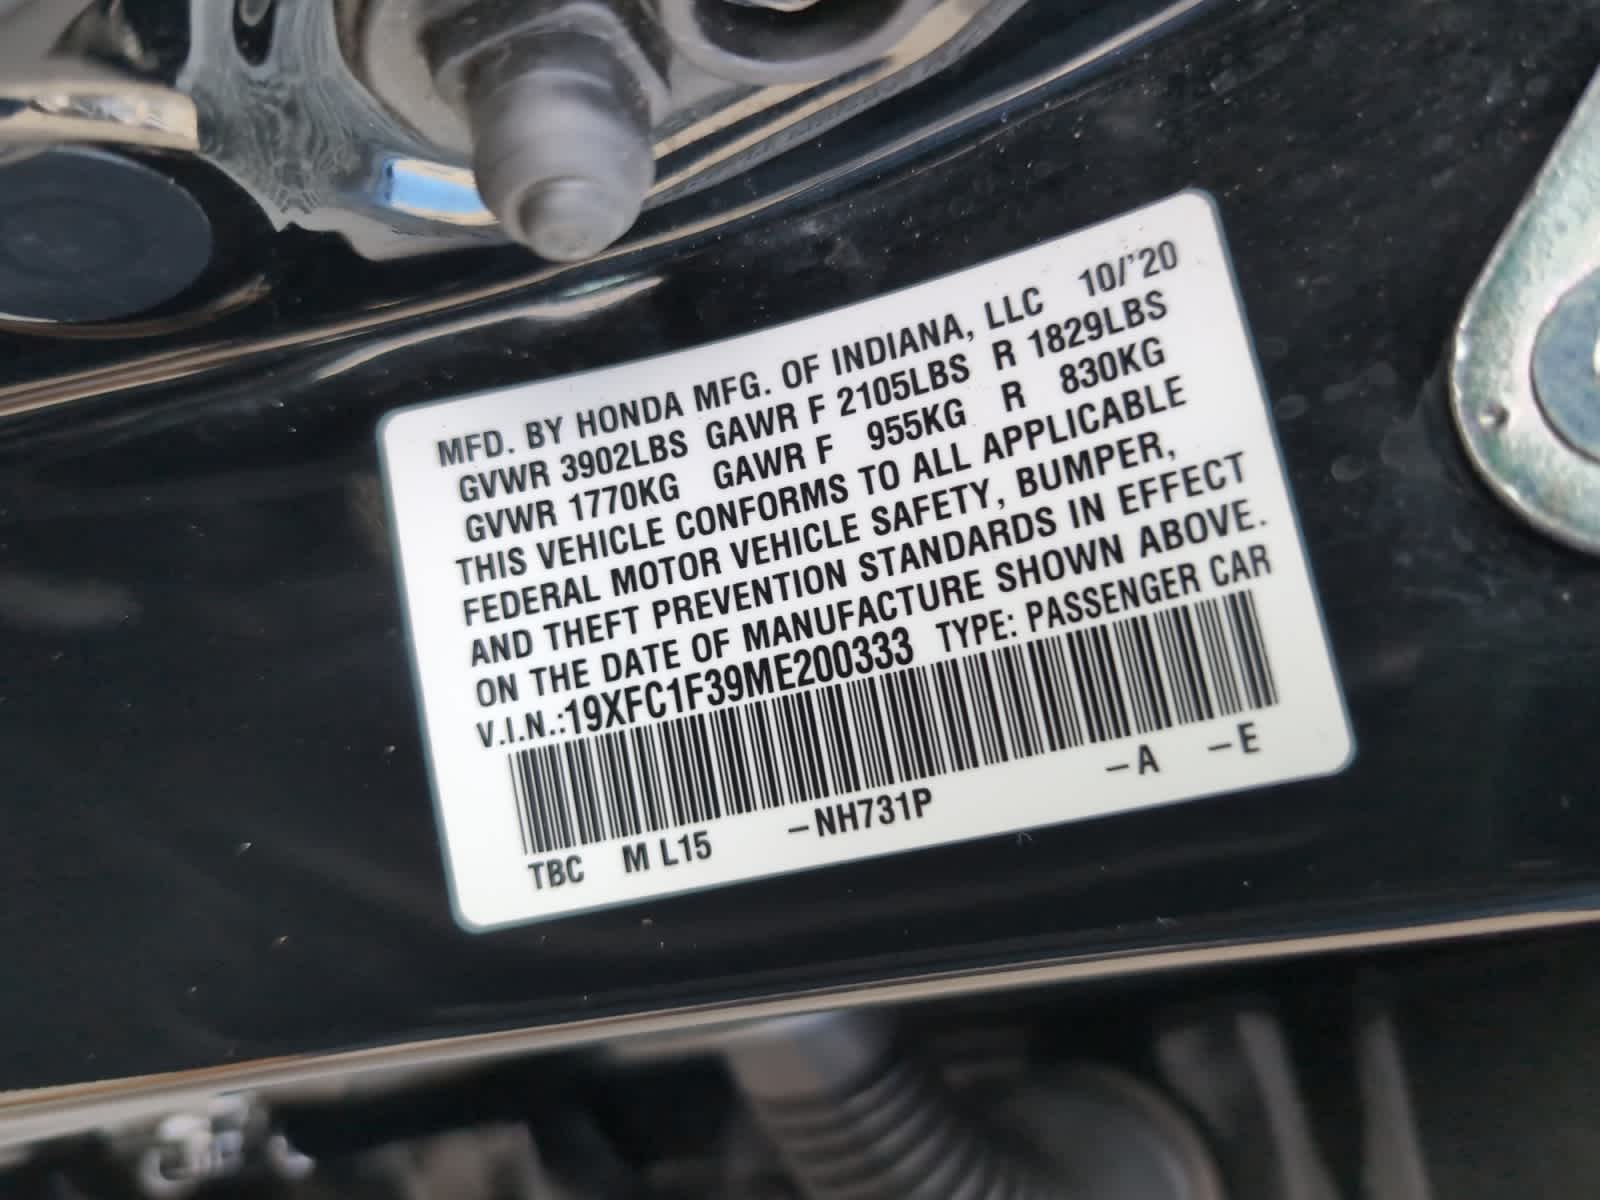 MFD. BY HONDA MFG. OF INDIANA, LLC 10/'20
GVWR 3902LBS GAWR F 2105LBS R 1829LBS
GVWR 1770KG GAWR F 955KG R 830KG
THIS VEHICLE CONFORMS TO ALL APPLICABLE
FEDERAL MOTOR VEHICLE SAFETY, BUMPER,
AND THEFT PREVENTION STANDARDS IN EFFECT
ON THE DATE OF MANUFACTURE SHOWN ABOVE.
V.I.N.:19XFC1F39ME200333 TYPE: PASSENGER CAR
TBC M L15 –NH731P –A –E